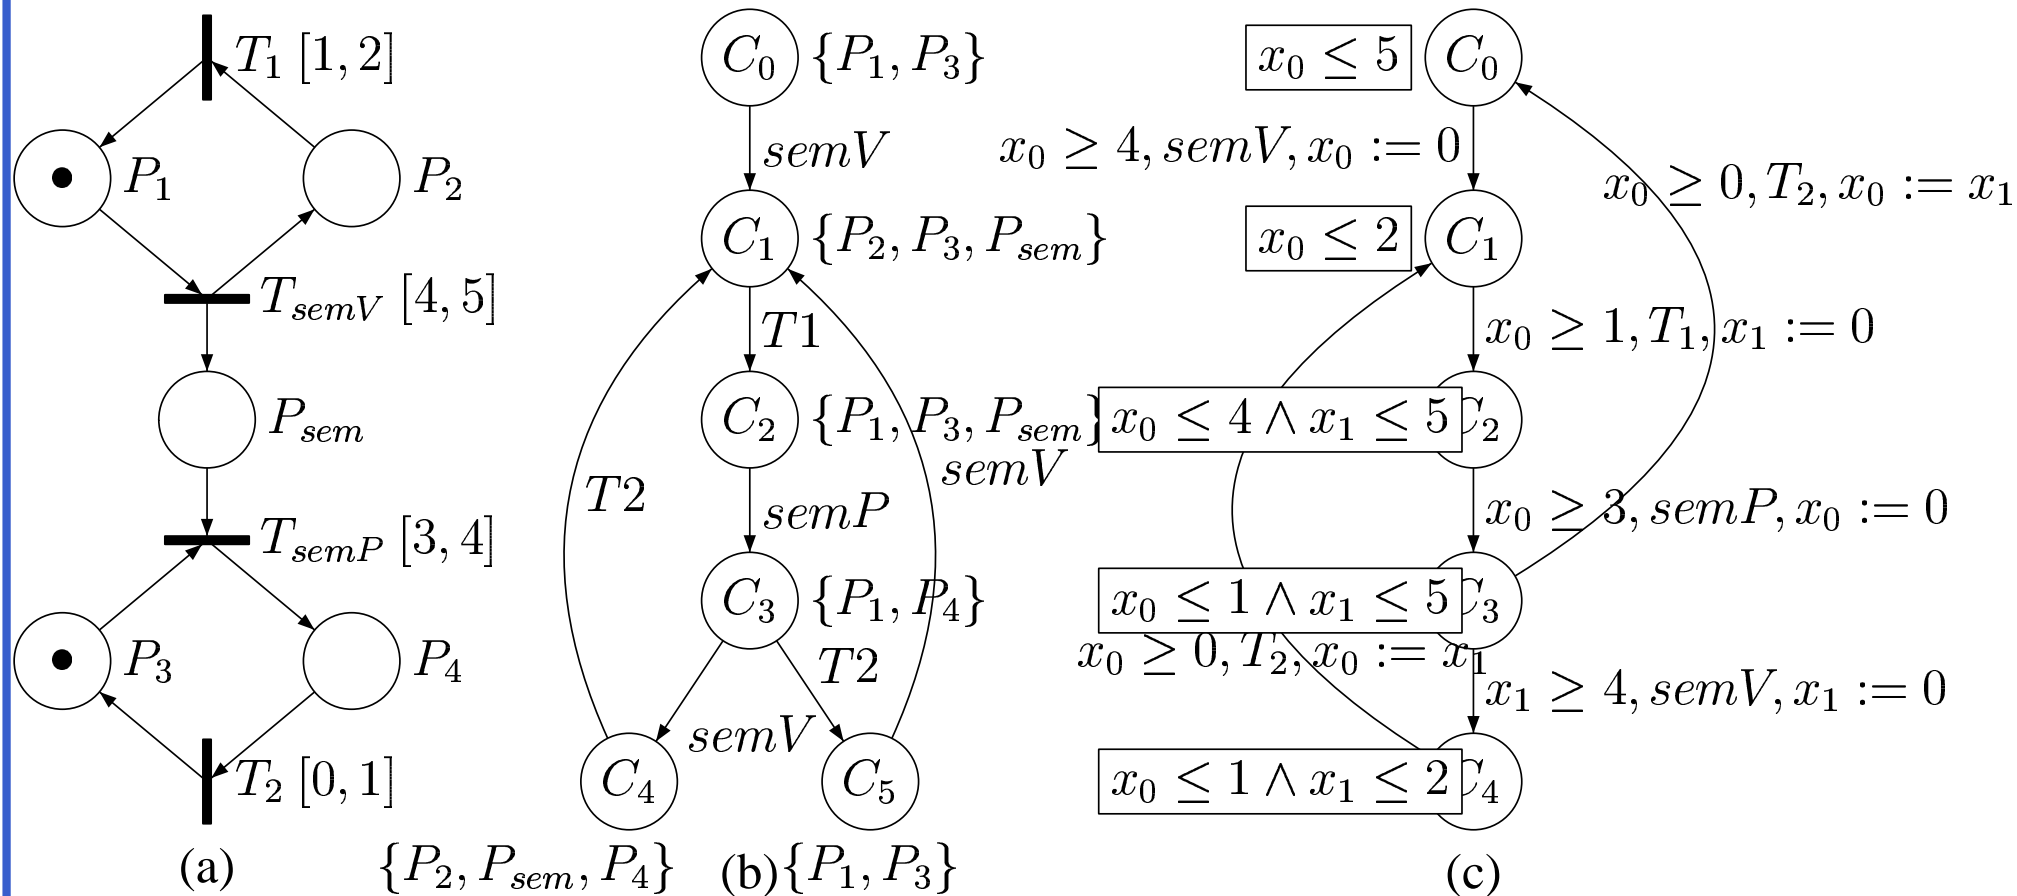 T₁ [1, 2]
P₁
P₂
T_semV [4, 5]
P_sem
T_semP [3, 4]
P₃
P₄
T₂ [0, 1]
(a)
C₀ {P₁, P₃}
semV
C₁ {P₂, P₃, P_sem}
T1
C₂ {P₁, P₃, P_sem}
semV
T2
semP
C₃ {P₁, P₄}
T2
semV
C₄
C₅
{P₂, P_sem, P₄}
{P₁, P₃}
(b)
x₀ ≤ 5
C₀
x₀ ≥ 4, semV, x₀ := 0
x₀ ≥ 0, T₂, x₀ := x₁
x₀ ≤ 2
C₁
x₀ ≥ 1, T₁, x₁ := 0
x₀ ≤ 4 ∧ x₁ ≤ 5
C₂
x₀ ≥ 3, semP, x₀ := 0
x₀ ≤ 1 ∧ x₁ ≤ 5
C₃
x₀ ≥ 0, T₂, x₀ := x₁
x₁ ≥ 4, semV, x₁ := 0
x₀ ≤ 1 ∧ x₁ ≤ 2
C₄
(c)